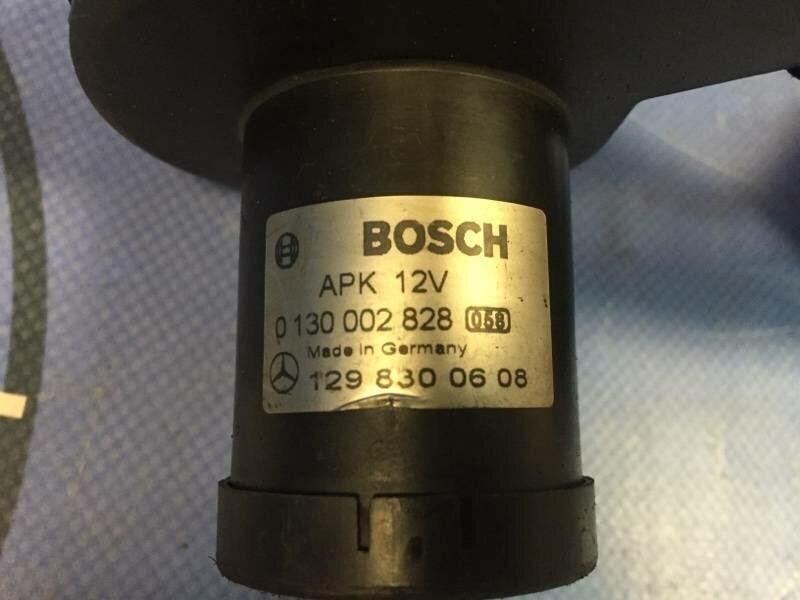 BOSCH
APK 12V
0 130 002 828 058
Made in Germany
129 830 06 08